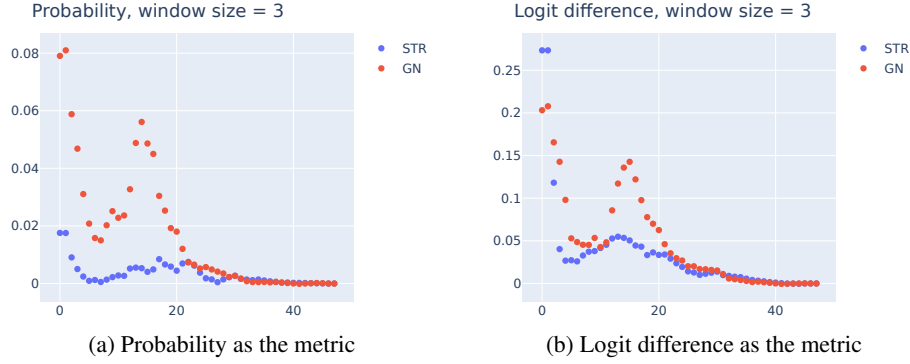 Probability, window size = 3
0.08
0.06
0.04
0.02
0
0
20
40
STR
GN
(a) Probability as the metric
Logit difference, window size = 3
0.25
0.2
0.15
0.1
0.05
0
0
20
40
STR
GN
(b) Logit difference as the metric